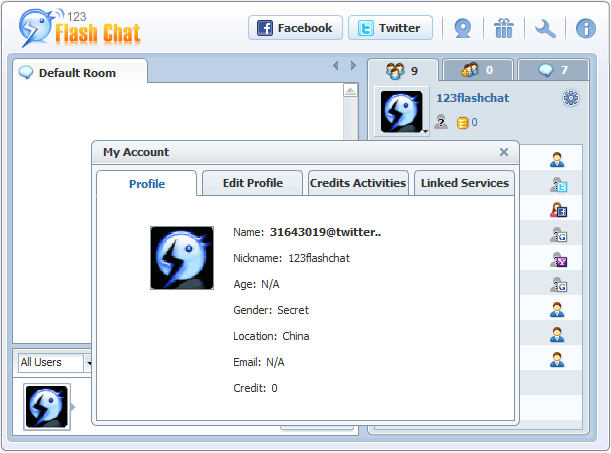 123
Flash Chat
Facebook
Twitter
Default Room
9
0
7
123flashchat
0
My Account
Profile
Edit Profile
Credits Activities
Linked Services
Name: 31643019@twitter..
Nickname: 123flashchat
Age: N/A
Gender: Secret
Location: China
Email: N/A
Credit: 0
All Users